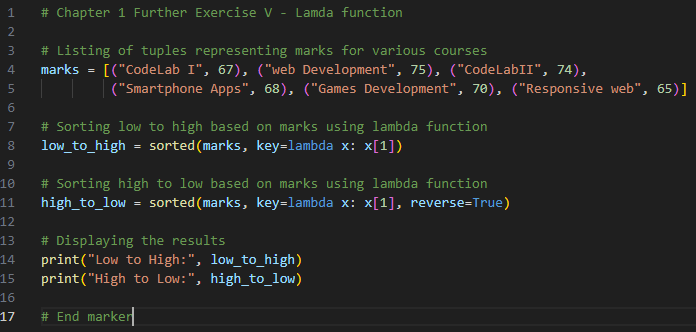 1 # Chapter 1 Further Exercise V - Lamda function
2
3 # Listing of tuples representing marks for various courses
4 marks = [("CodeLab I", 67), ("web Development", 75), ("CodeLabII", 74),
5 ("Smartphone Apps", 68), ("Games Development", 70), ("Responsive web", 65)]
6
7 # Sorting low to high based on marks using lambda function
8 low_to_high = sorted(marks, key=lambda x: x[1])
9
10 # Sorting high to low based on marks using lambda function
11 high_to_low = sorted(marks, key=lambda x: x[1], reverse=True)
12
13 # Displaying the results
14 print("Low to High:", low_to_high)
15 print("High to Low:", high_to_low)
16
17 # End marker